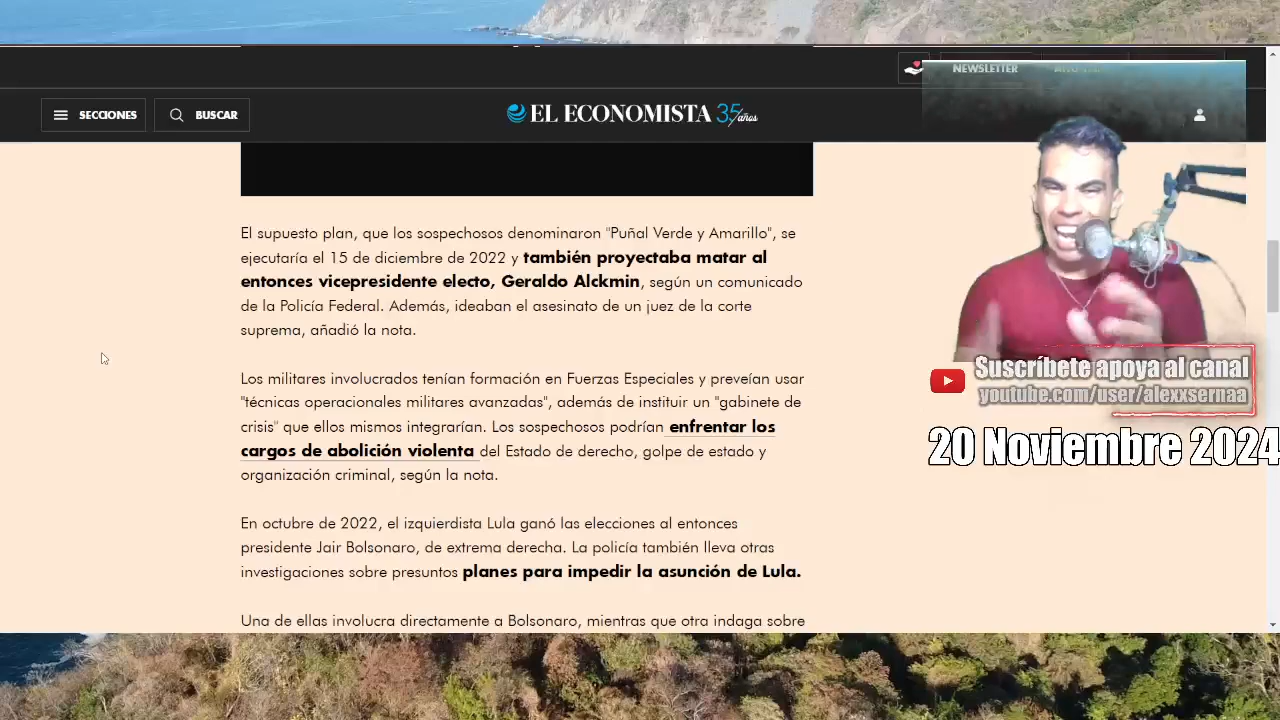 NEWSLETTER
SECCIONES
BUSCAR
EL ECONOMISTA 35 años
El supuesto plan, que los sospechosos denominaron "Puñal Verde y Amarillo", se
ejecutaría el 15 de diciembre de 2022 y también proyectaba matar al
entonces vicepresidente electo, Geraldo Alckmin, según un comunicado
de la Policía Federal. Además, ideaban el asesinato de un juez de la corte
suprema, añadió la nota.
Los militares involucrados tenían formación en Fuerzas Especiales y preveían usar
"técnicas operacionales militares avanzadas", además de instituir un "gabinete de
crisis" que ellos mismos integrarían. Los sospechosos podrían enfrentar los
cargos de abolición violenta del Estado de derecho, golpe de estado y
organización criminal, según la nota.
En octubre de 2022, el izquierdista Lula ganó las elecciones al entonces
presidente Jair Bolsonaro, de extrema derecha. La policía también lleva otras
investigaciones sobre presuntos planes para impedir la asunción de Lula.
Una de ellas involucra directamente a Bolsonaro, mientras que otra indaga sobre
Suscríbete apoya al canal
youtube.com/user/alexxsernaa
20 Noviembre 2024